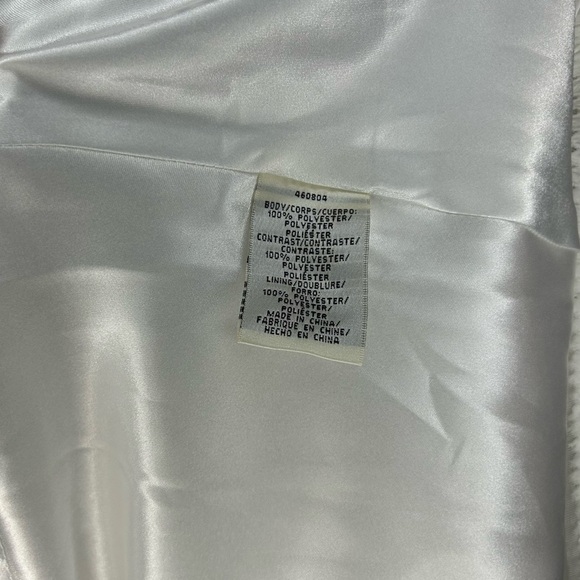 460804
BODY/CORPS/CUERPO:
100% POLYESTER/
POLYESTER
POLIÉSTER
CONTRAST/CONTRASTE/
CONTRASTE:
100% POLYESTER/
POLYESTER
POLIÉSTER
LINING/DOUBLURE/
FORRO:
100% POLYESTER/
POLYESTER/
POLIÉSTER
MADE IN CHINA/
FABRIQUE EN CHINE/
HECHO EN CHINA